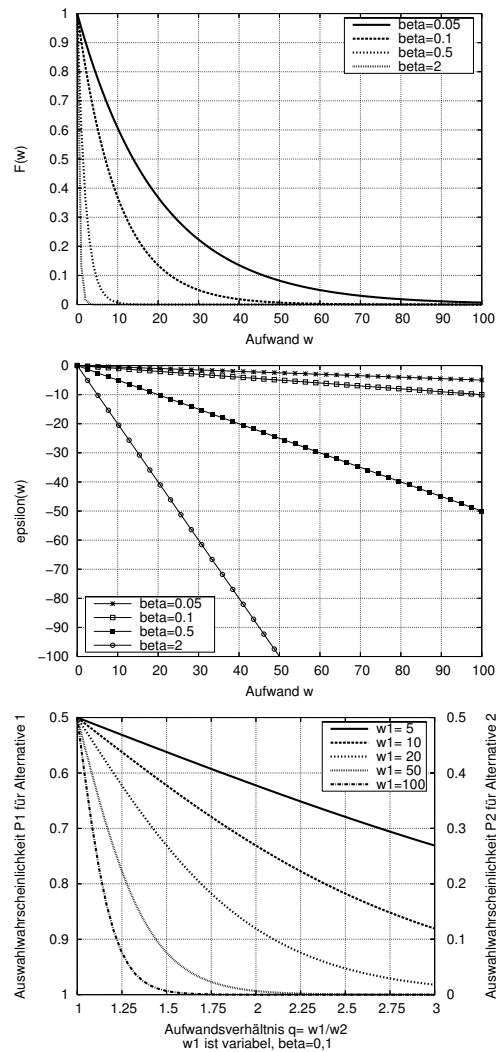 1
0.9
0.8
0.7
0.6
0.5
0.4
0.3
0.2
0.1
0
F(w)
beta=0.05
beta=0.1
beta=0.5
beta=2
0 10 20 30 40 50 60 70 80 90 100
Aufwand w
0
−10
−20
−30
−40
−50
−60
−70
−80
−90
−100
epsilon(w)
beta=0.05
beta=0.1
beta=0.5
beta=2
0 10 20 30 40 50 60 70 80 90 100
Aufwand w
Auswahlwahrscheinlichkeit P1 für Alternative 1
0.5
0.6
0.7
0.8
0.9
1
w1= 5
w1= 10
w1= 20
w1= 50
w1=100
0.5
0.4
0.3
0.2
0.1
0
Auswahlwahrscheinlichkeit P2 für Alternative 2
1 1.25 1.5 1.75 2 2.25 2.5 2.75 3
Aufwandsverhältnis q= w1/w2
w1 ist variabel, beta=0,1